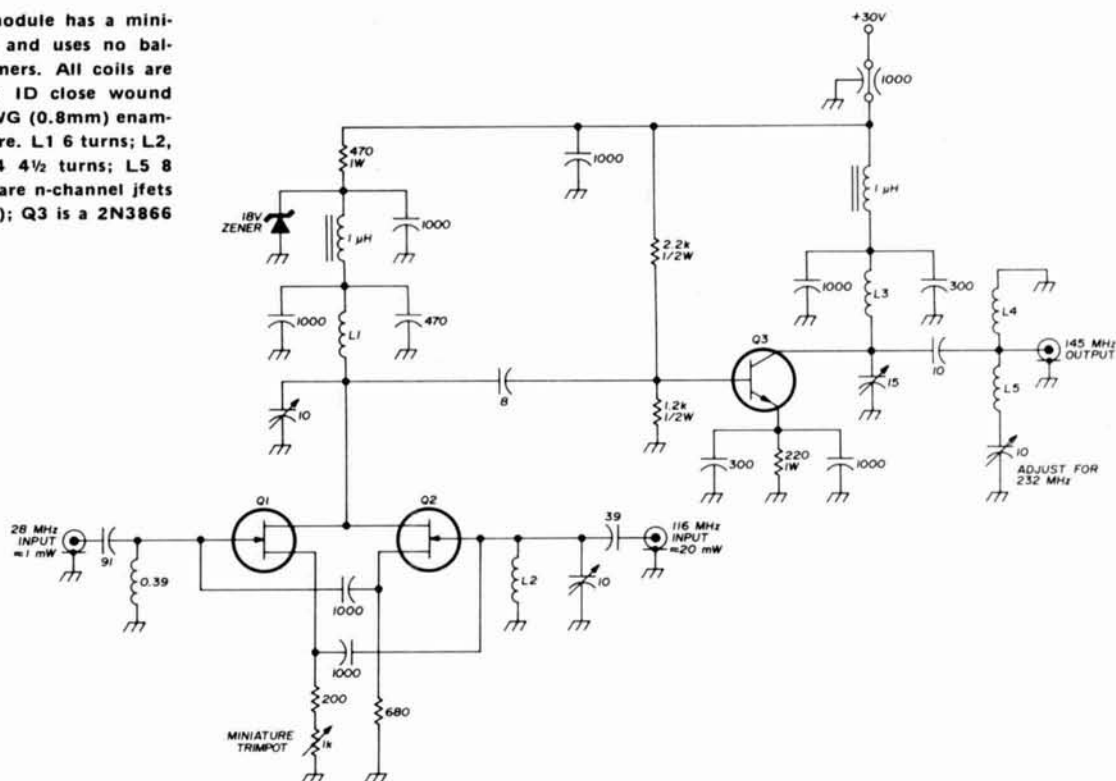 nodule has a mini-
and uses no bal-
ners. All coils are
ID close wound
WG (0.8mm) enam-
re. L1 6 turns; L2,
4 4½ turns; L5 8
are n-channel jfets
); Q3 is a 2N3866
+30V
1000
470
1W
1000
18V
ZENER
1 µH
1000
2.2k
1/2W
1 µH
1000
L1
470
1000
L3
300
L4
Q3
145 MHz
OUTPUT
10
8
10
1.2k
1/2W
15
L5
300
220
1W
1000
10
ADJUST FOR
232 MHz
Q1
Q2
28 MHz
INPUT
≈1 mW
91
0.39
39
116 MHz
INPUT
≈20 mW
1000
L2
10
1000
200
680
MINIATURE
TRIMPOT
1k